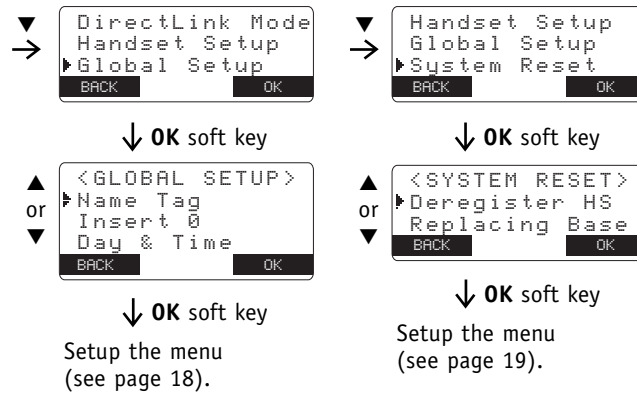 ▼
→
DirectLink Mode
Handset Setup
▶Global Setup
BACK OK
↓ OK soft key
▲
or
▼
<GLOBAL SETUP>
▶Name Tag
Insert 0
Day & Time
BACK OK
↓ OK soft key
Setup the menu
(see page 18).
▼
→
Handset Setup
Global Setup
▶System Reset
BACK OK
↓ OK soft key
▲
or
▼
<SYSTEM RESET>
▶Deregister HS
Replacing Base
BACK OK
↓ OK soft key
Setup the menu
(see page 19).